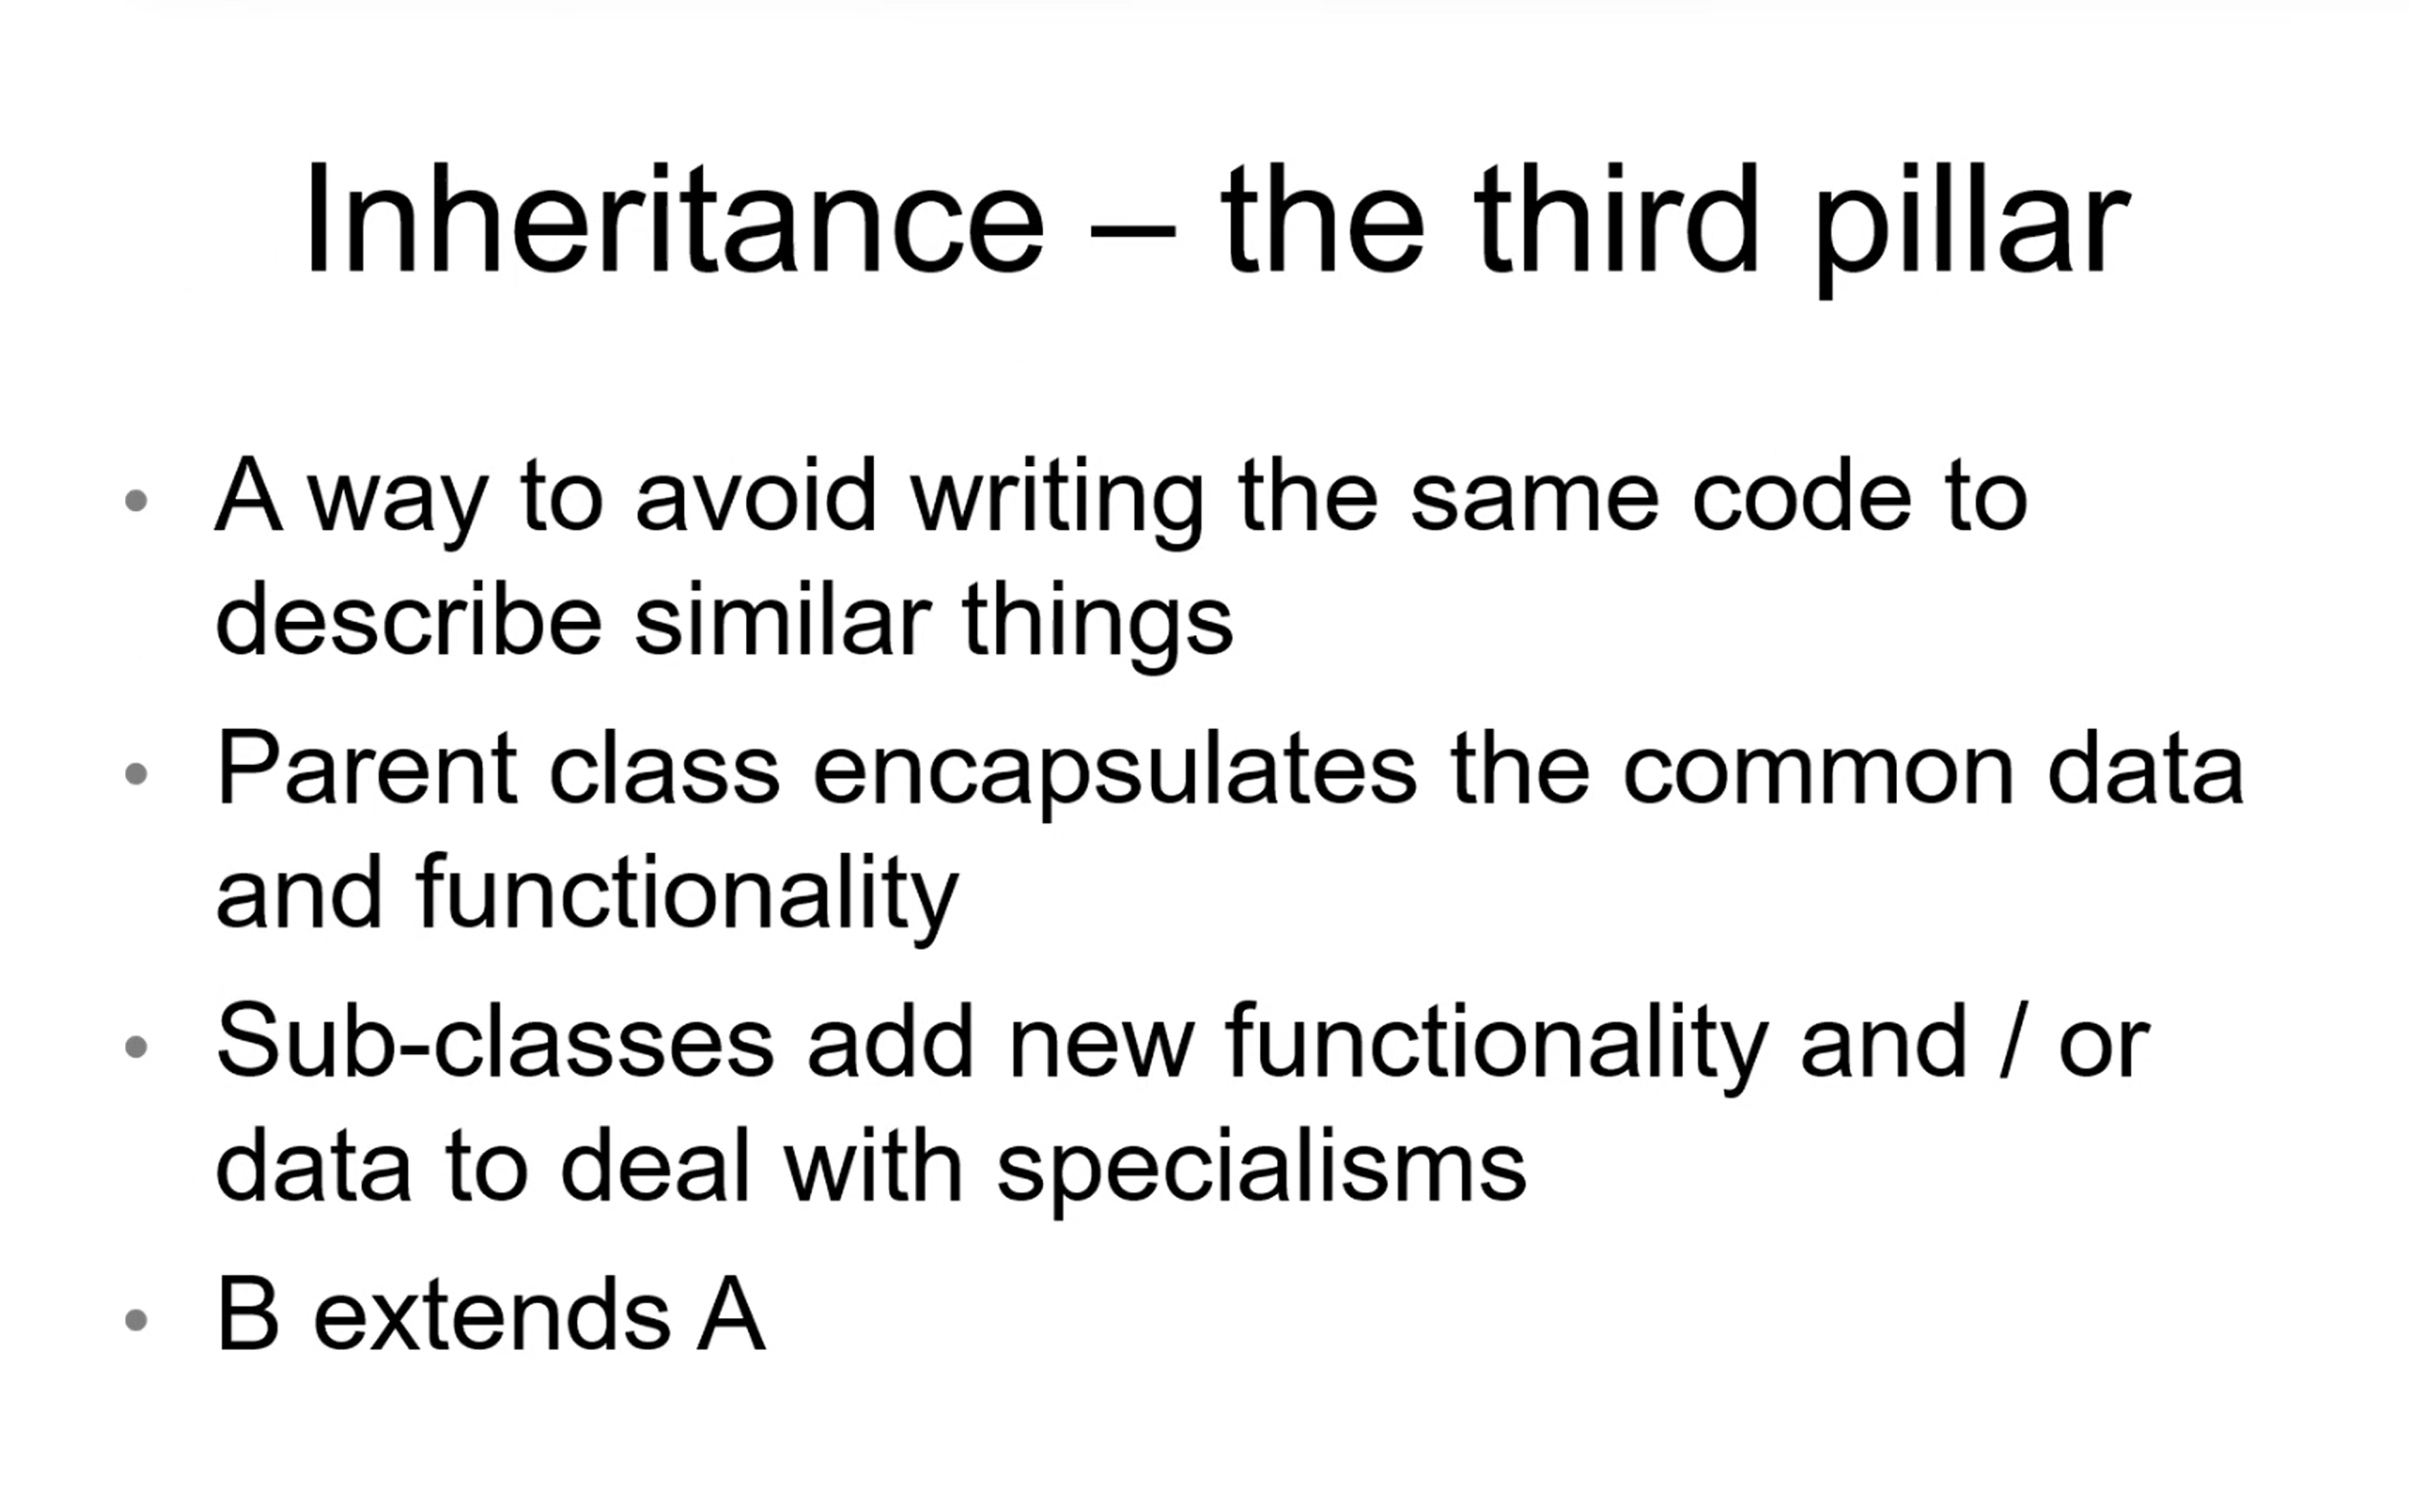 Inheritance – the third pillar
• A way to avoid writing the same code to
describe similar things
• Parent class encapsulates the common data
and functionality
• Sub-classes add new functionality and / or
data to deal with specialisms
• B extends A